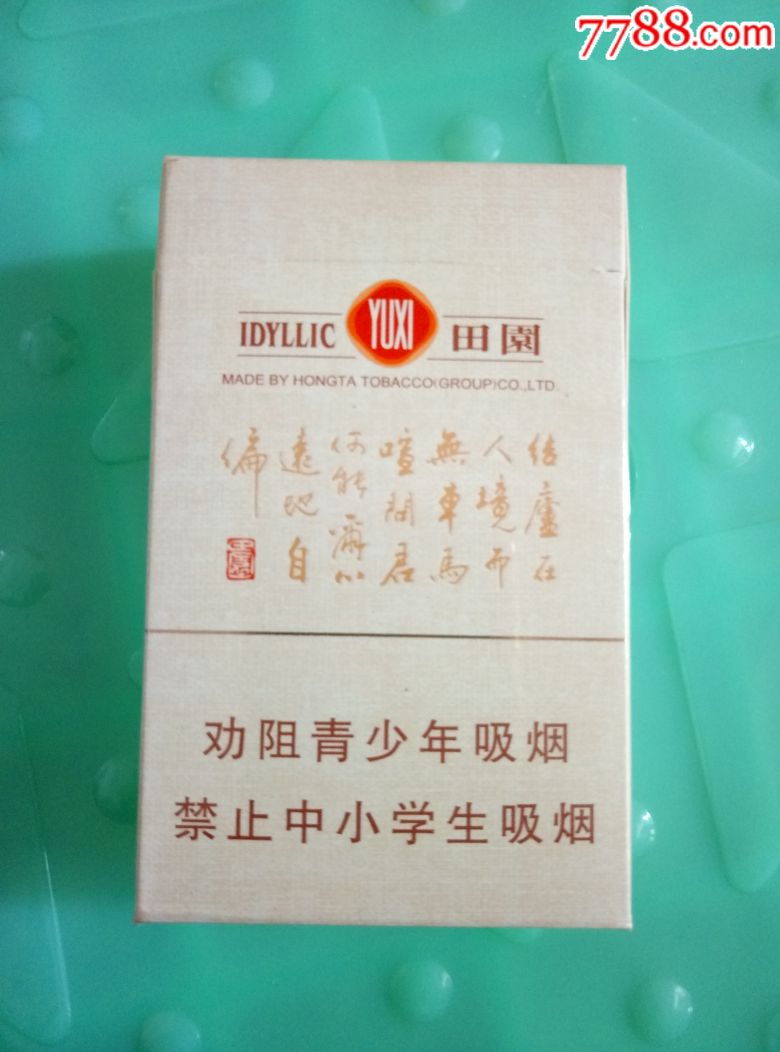 7788.com
IDYLLIC YUXI 田園
MADE BY HONGTA TOBACCO(GROUP)CO.,LTD.
结廬在
人境而
無車馬
喧問君
何能爾心
遠地自
偏
劝阻青少年吸烟
禁止中小学生吸烟